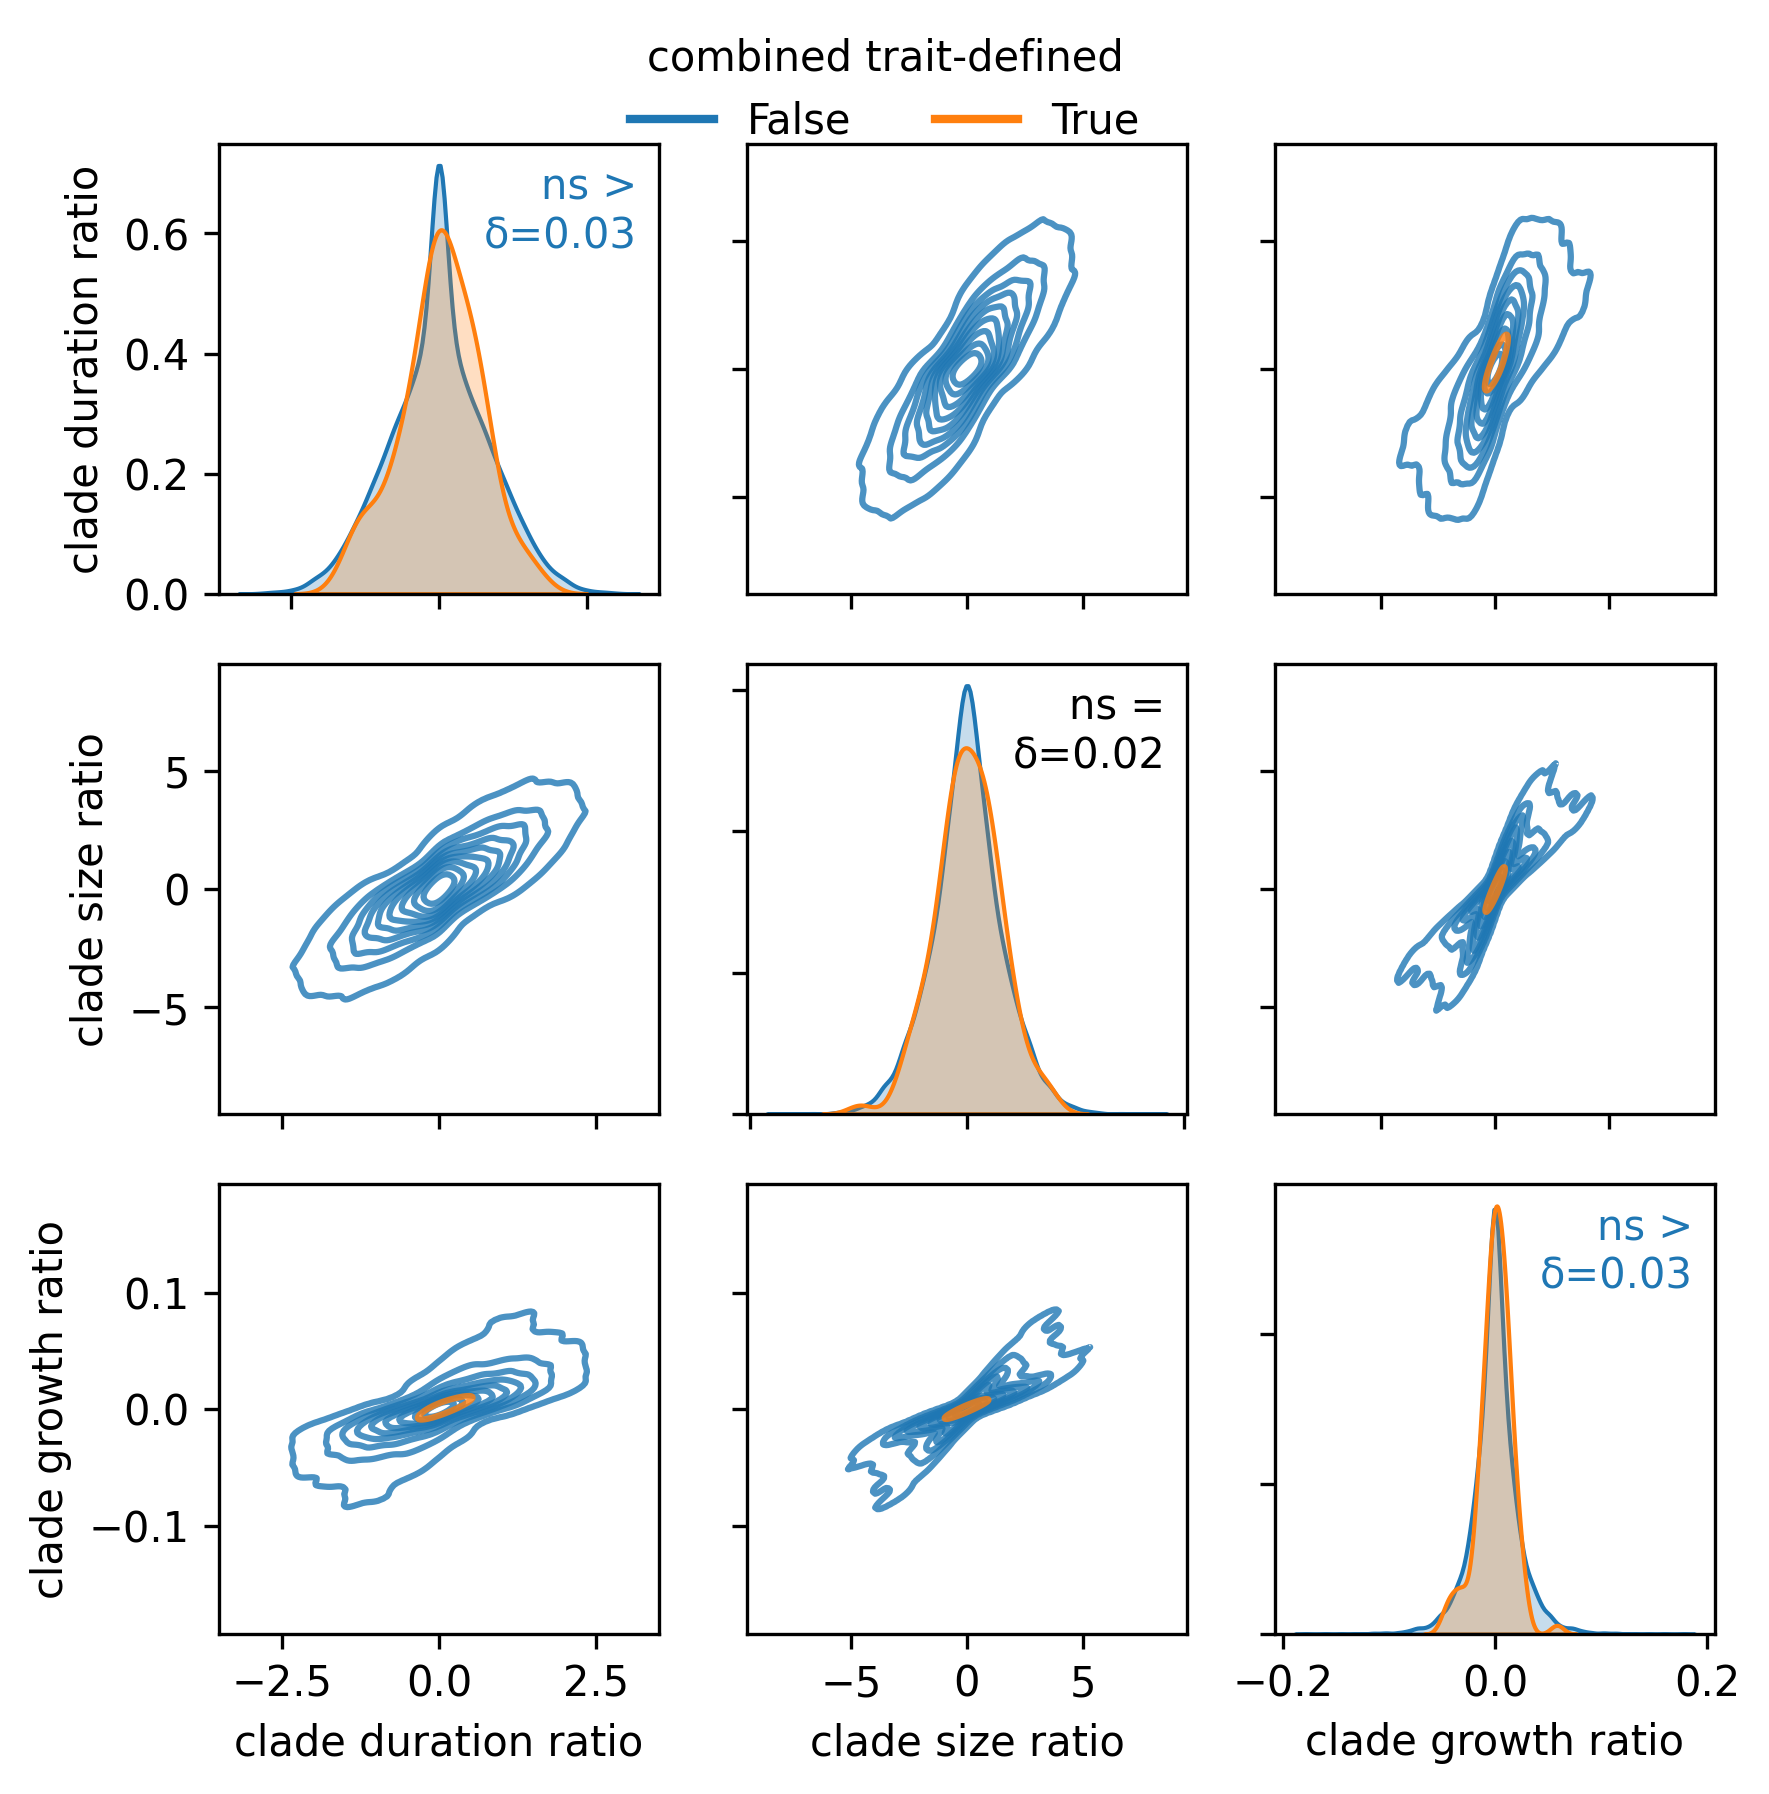 combined trait-defined
False True
clade duration ratio
0.6
0.4
0.2
0.0
ns >
δ=0.03
clade size ratio
5
0
−5
ns =
δ=0.02
clade growth ratio
0.1
0.0
−0.1
ns >
δ=0.03
−2.5 0.0 2.5
−5 0 5
−0.2 0.0 0.2
clade duration ratio
clade size ratio
clade growth ratio